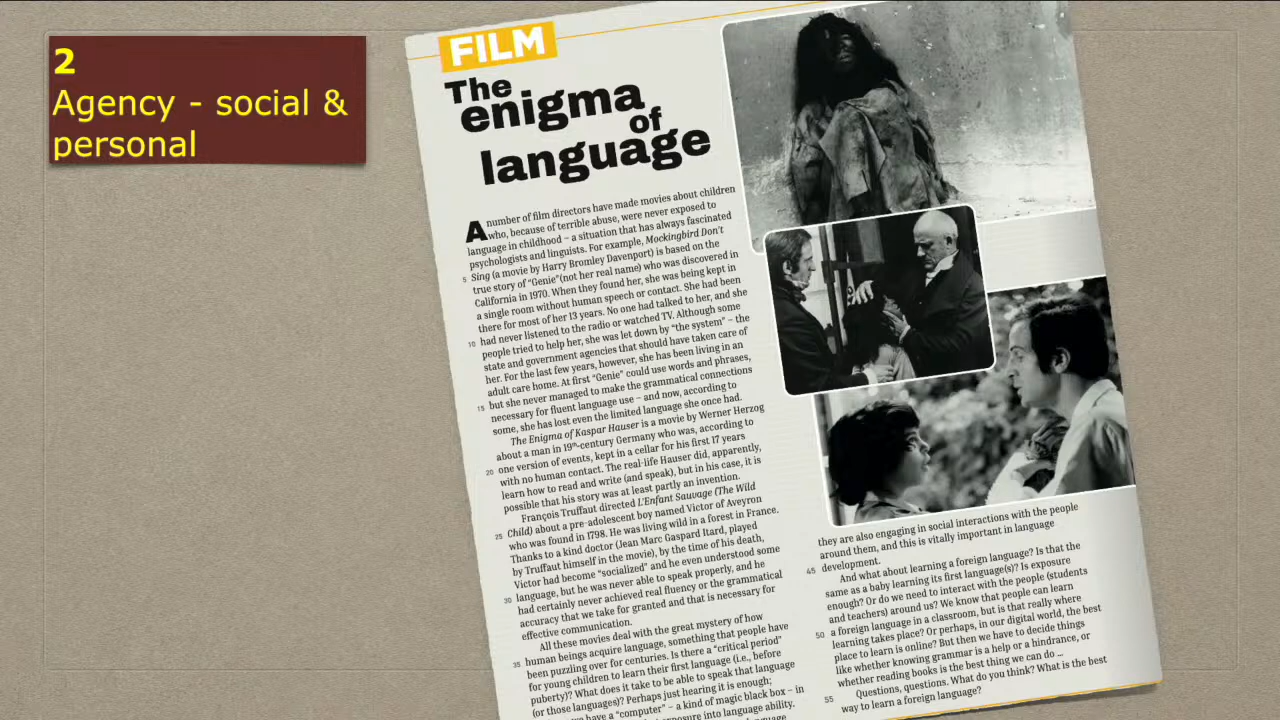 2
Agency - social &
personal
FILM
The
enigma
of
language
A number of film directors have made movies about children
who, because of terrible abuse, were never exposed to
language in childhood – a situation that has always fascinated
psychologists and linguists. For example, Mockingbird Don't
5 Sing (a movie by Harry Bromley Davenport) is based on the
true story of "Genie"(not her real name) who was discovered in
California in 1970. When they found her, she was being kept in
a single room without human speech or contact. She had been
there for most of her 13 years. No one had talked to her, and she
10 had never listened to the radio or watched TV. Although some
people tried to help her, she was let down by "the system" – the
state and government agencies that should have taken care of
her. For the last few years, however, she has been living in an
adult care home. At first "Genie" could use words and phrases,
15 but she never managed to make the grammatical connections
necessary for fluent language use – and now, according to
some, she has lost even the limited language she once had.
The Enigma of Kaspar Hauser is a movie by Werner Herzog
about a man in 19th-century Germany who was, according to
20 one version of events, kept in a cellar for his first 17 years
with no human contact. The real-life Hauser did, apparently,
learn how to read and write (and speak), but in his case, it is
possible that his story was at least partly an invention.
François Truffaut directed L'Enfant Sauvage (The Wild
25 Child) about a pre-adolescent boy named Victor of Aveyron
who was found in 1798. He was living wild in a forest in France.
Thanks to a kind doctor (Jean Marc Gaspard Itard, played
by Truffaut himself in the movie), by the time of his death,
Victor had become "socialized" and he even understood some
30 language, but he was never able to speak properly, and he
had certainly never achieved real fluency or the grammatical
accuracy that we take for granted and that is necessary for
effective communication.
All these movies deal with the great mystery of how
35 human beings acquire language, something that people have
been puzzling over for centuries. Is there a "critical period"
for young children to learn their first language (i.e., before
puberty)? What does it take to be able to speak that language
(or those languages)? Perhaps just hearing it is enough;
we have a "computer" – a kind of magic black box – in
exposure into language ability.
language
they are also engaging in social interactions with the people
around them, and this is vitally important in language
45 development.
And what about learning a foreign language? Is that the
same as a baby learning its first language(s)? Is exposure
enough? Or do we need to interact with the people (students
and teachers) around us? We know that people can learn
50 a foreign language in a classroom, but is that really where
learning takes place? Or perhaps, in our digital world, the best
place to learn is online? But then we have to decide things
like whether knowing grammar is a help or a hindrance, or
whether reading books is the best thing we can do ...
Questions, questions. What do you think? What is the best
55 way to learn a foreign language?